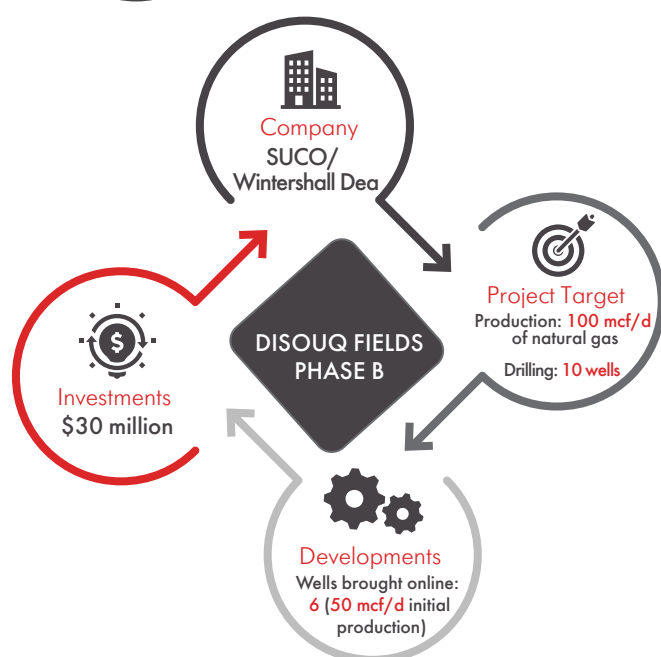 Company
SUCO/
Wintershall Dea
Project Target
Production: 100 mcf/d
of natural gas
Drilling: 10 wells
DISOUQ FIELDS
PHASE B
Investments
$30 million
$
Developments
Wells brought online:
6 (50 mcf/d initial
production)